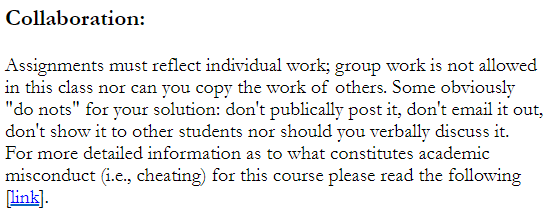 Collaboration:
Assignments must reflect individual work; group work is not allowed
in this class nor can you copy the work of others. Some obviously
"do nots" for your solution: don't publically post it, don't email it out,
don't show it to other students nor should you verbally discuss it.
For more detailed information as to what constitutes academic
misconduct (i.e., cheating) for this course please read the following
[link].